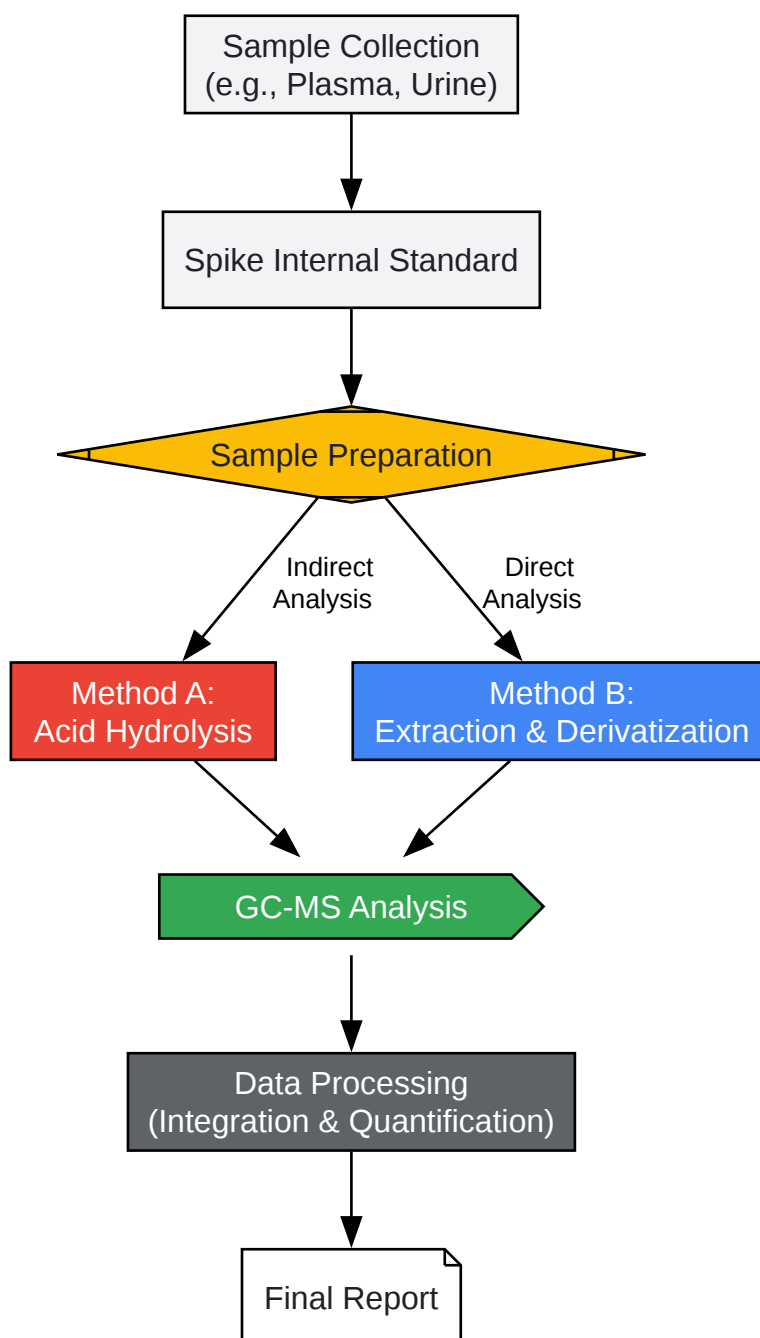 Sample Collection
(e.g., Plasma, Urine)
Spike Internal Standard
Sample Preparation
Indirect
Analysis
Direct
Analysis
Method A:
Acid Hydrolysis
Method B:
Extraction & Derivatization
GC-MS Analysis
Data Processing
(Integration & Quantification)
Final Report